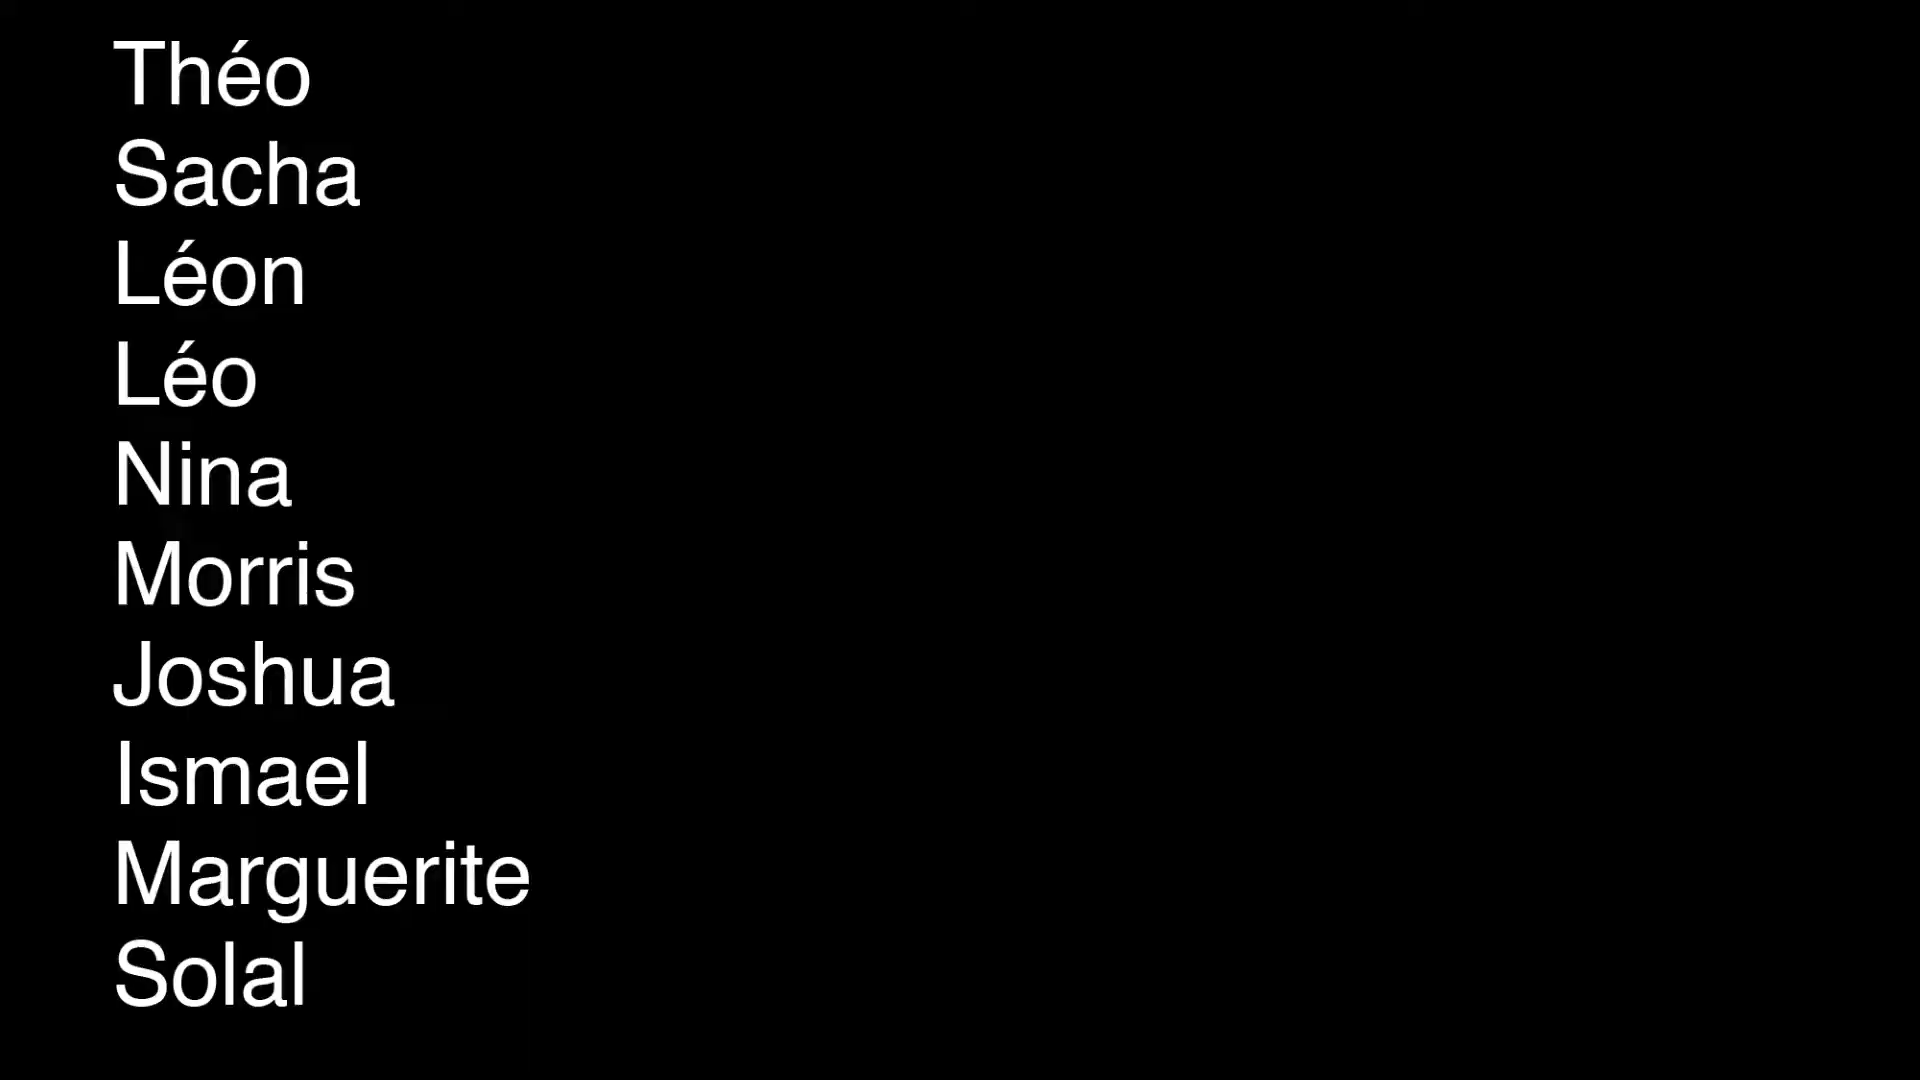 Théo
Sacha
Léon
Léo
Nina
Morris
Joshua
Ismael
Marguerite
Solal